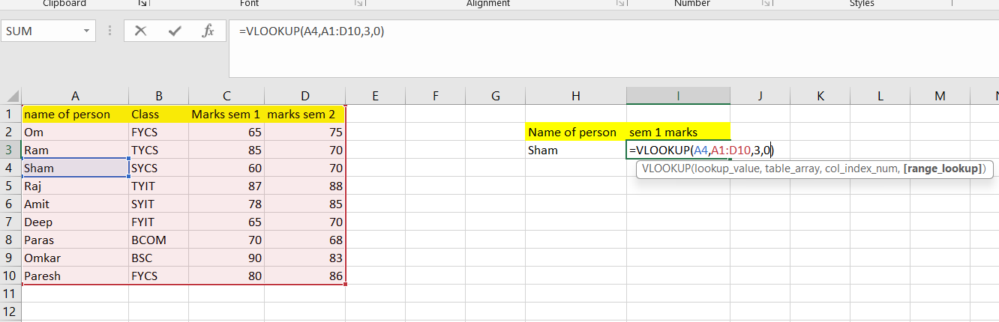 Clipboard Font Alignment Number Styles
SUM =VLOOKUP(A4,A1:D10,3,0)
A B C D E F G H I J K L M
1 name of person Class Marks sem 1 marks sem 2
2 Om FYCS 65 75 Name of person sem 1 marks
3 Ram TYCS 85 70 Sham =VLOOKUP(A4,A1:D10,3,0)
4 Sham SYCS 60 70 VLOOKUP(lookup_value, table_array, col_index_num, [range_lookup])
5 Raj TYIT 87 88
6 Amit SYIT 78 85
7 Deep FYIT 65 70
8 Paras BCOM 70 68
9 Omkar BSC 90 83
10 Paresh FYCS 80 86
11
12